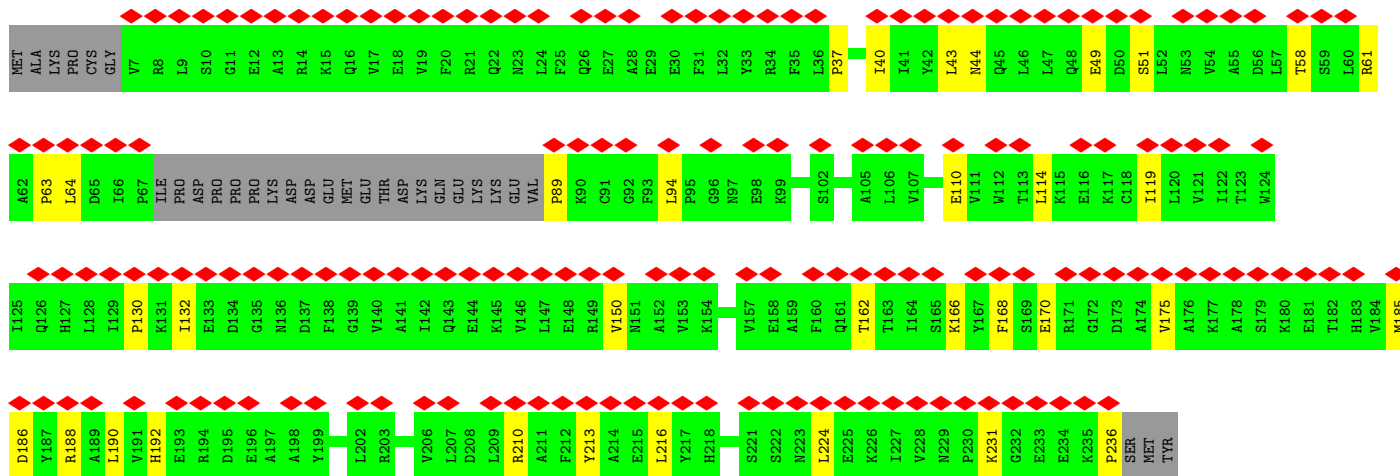 MET ALA LYS PRO CYS GLY V7 R8 L9 S10 G11 E12 A13 R14 K15 Q16 V17 E18 V19 F20 R21 Q22 N23 L24 F25 Q26 E27 A28 E29 E30 F31 L32 Y33 R34 F35 L36 P37 I40 I41 Y42 L43 N44 Q45 L46 L47 Q48 E49 D50 S51 L52 N53 V54 A55 D56 L57 T58 S59 L60 R61
A62 P63 L64 D65 I66 P67 ILE PRO ASP PRO PRO PRO LYS ASP ASP GLU MET GLU THR ASP LYS GLN GLU LYS LYS GLU VAL P89 K90 C91 G92 F93 L94 P95 G96 N97 E98 K99 S102 A105 L106 V107 E110 V111 W112 T113 L114 K115 E116 K117 C118 I119 L120 V121 I122 T123 W124
I125 Q126 H127 L128 I129 P130 K131 I132 E133 D134 G135 N136 D137 F138 G139 V140 A141 I142 Q143 E144 K145 V146 L147 E148 R149 V150 N151 A152 V153 K154 V157 E158 A159 F160 Q161 T162 T163 I164 S165 K166 Y167 F168 S169 E170 R171 G172 D173 A174 V175 A176 K177 A178 S179 K180 E181 T182 H183 V184 M185
D186 Y187 R188 A189 L190 V191 H192 E193 R194 D195 E196 A197 A198 Y199 L202 R203 V206 L207 D208 L209 R210 A211 F212 Y213 A214 E215 L216 Y217 H218 S221 S222 N223 L224 E225 K226 I227 V228 N229 P230 K231 G232 E233 E234 K235 P236 SER MET TYR